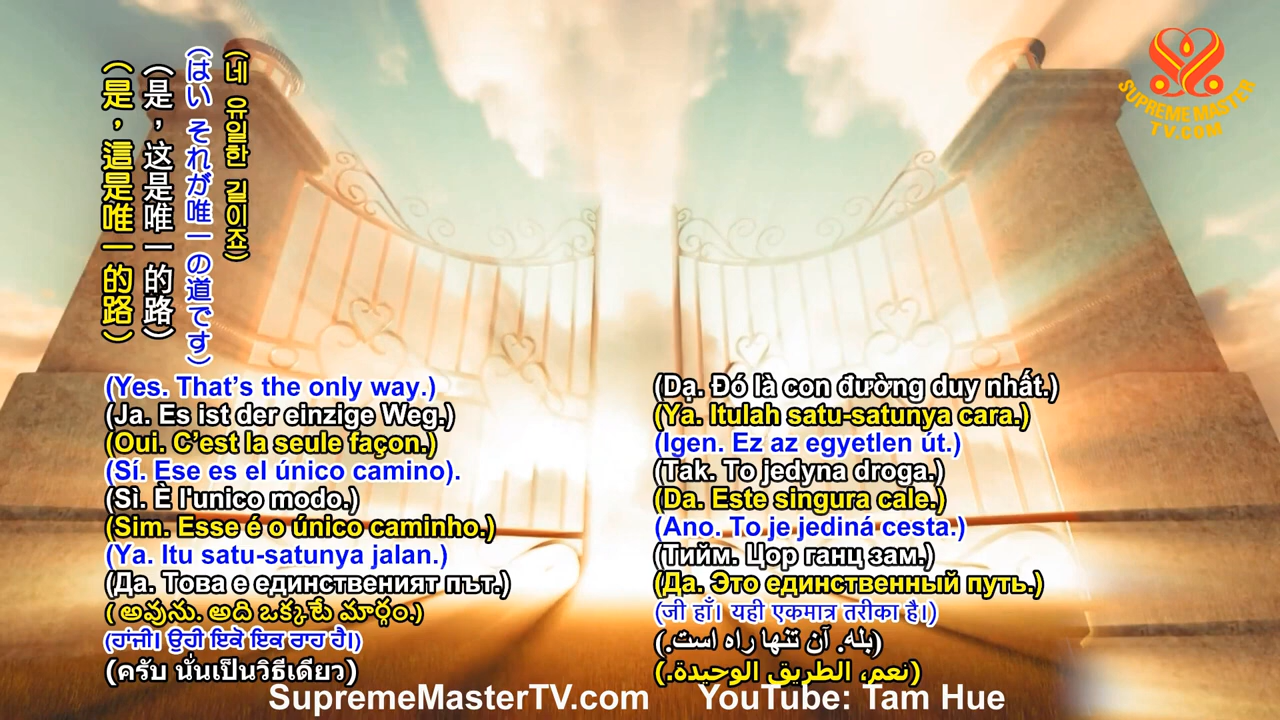 (是，這是唯一的路)
(是，这是唯一的路)
(はい それが唯一の道です)
(네 유일한 길이죠)
SUPREME MASTER
TV.COM
(Yes. That’s the only way.)
(Ja. Es ist der einzige Weg.)
(Oui. C’est la seule façon.)
(Sí. Ese es el único camino).
(Sì. È l'unico modo.)
(Sim. Esse é o único caminho.)
(Ya. Itu satu-satunya jalan.)
(Да. Това е единственият път.)
( అవును. అది ఒక్కటే మార్గం.)
(ਹਾਂਜੀ। ਉਹੀ ਇਕੋ ਇਕ ਰਾਹ ਹੈ।)
(ครับ นั่นเป็นวิธีเดียว)
(Dạ. Đó là con đường duy nhất.)
(Ya. Itulah satu-satunya cara.)
(Igen. Ez az egyetlen út.)
(Tak. To jedyna droga.)
(Da. Este singura cale.)
(Ano. To je jediná cesta.)
(Тийм. Цор ганц зам.)
(Да. Это единственный путь.)
(जी हाँ। यही एकमात्र तरीका है।)
(بله. آن تنها راه است.)
(نعم، الطريق الوحيدة.)
SupremeMasterTV.com YouTube: Tam Hue